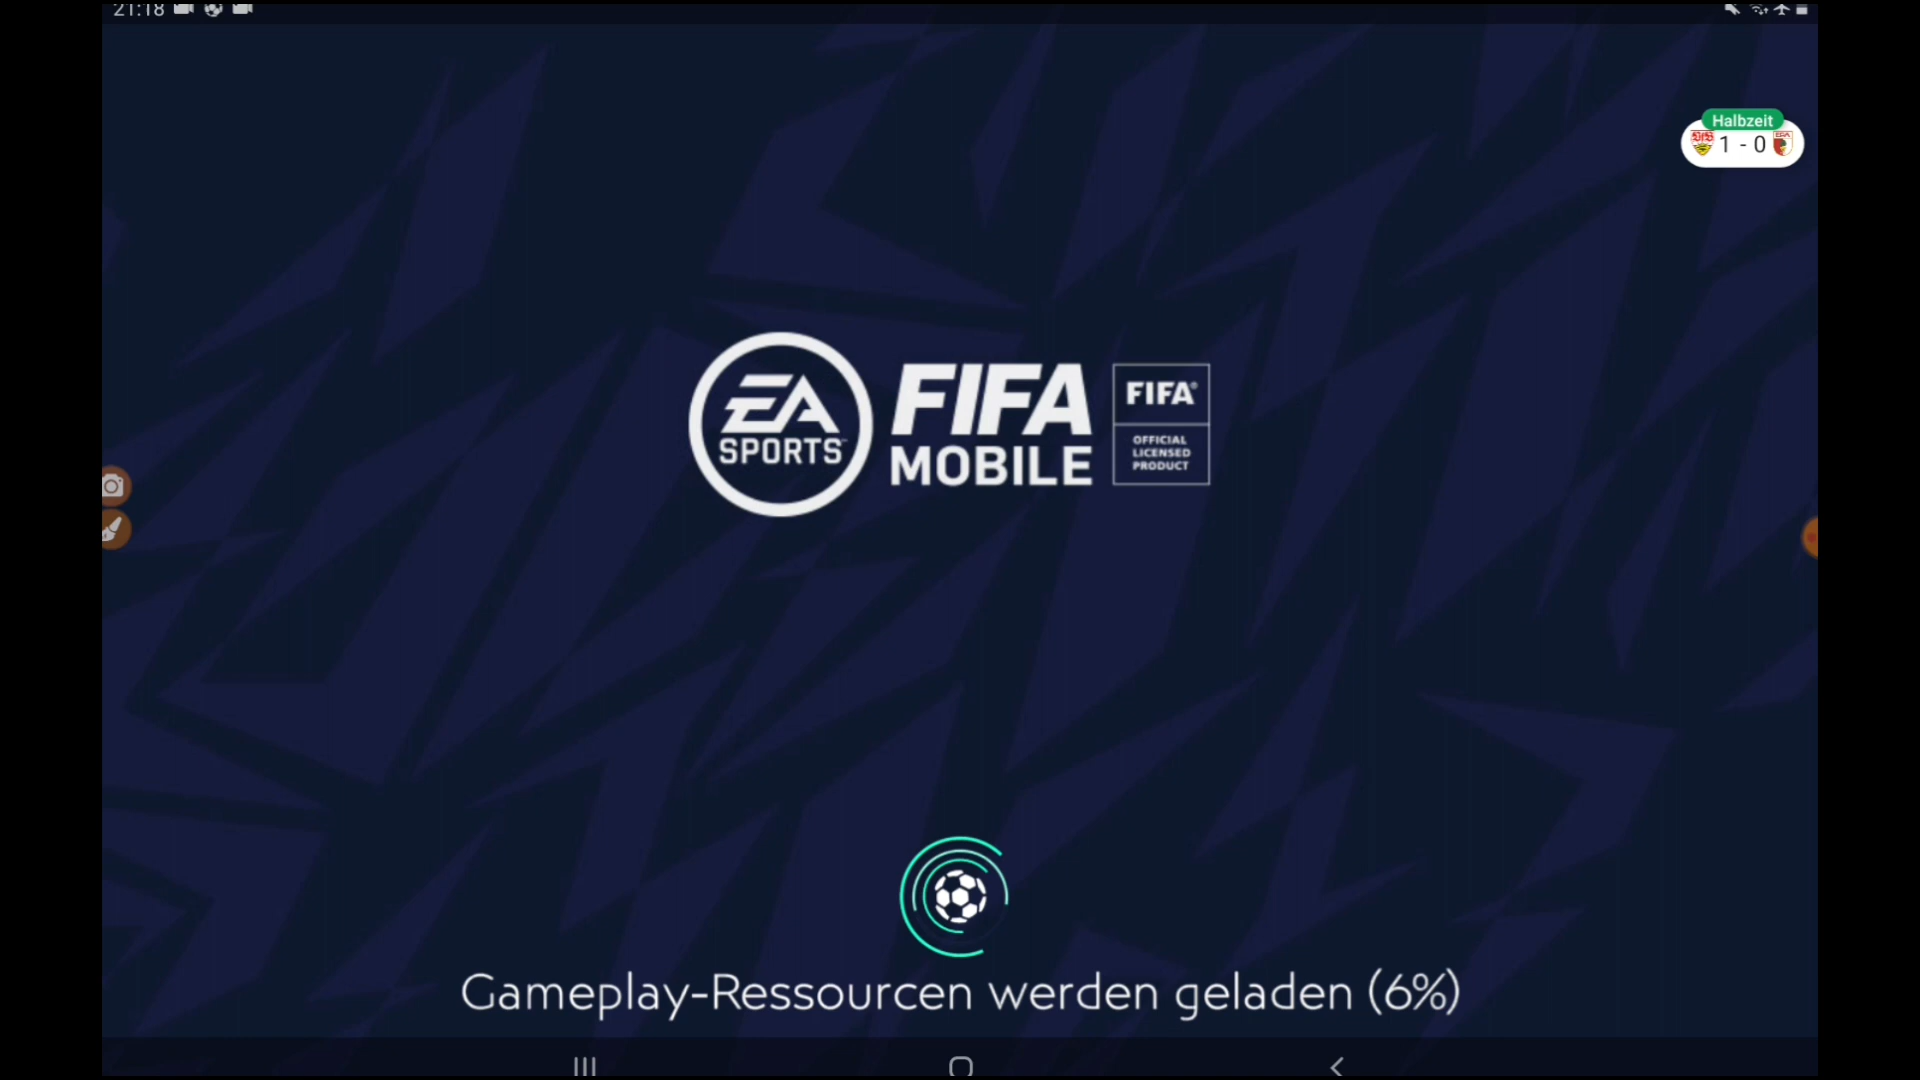 21:18
Halbzeit
1 - 0
EA
SPORTS
FIFA
MOBILE
FIFA®
OFFICIAL
LICENSED
PRODUCT
Gameplay-Ressourcen werden geladen (6%)